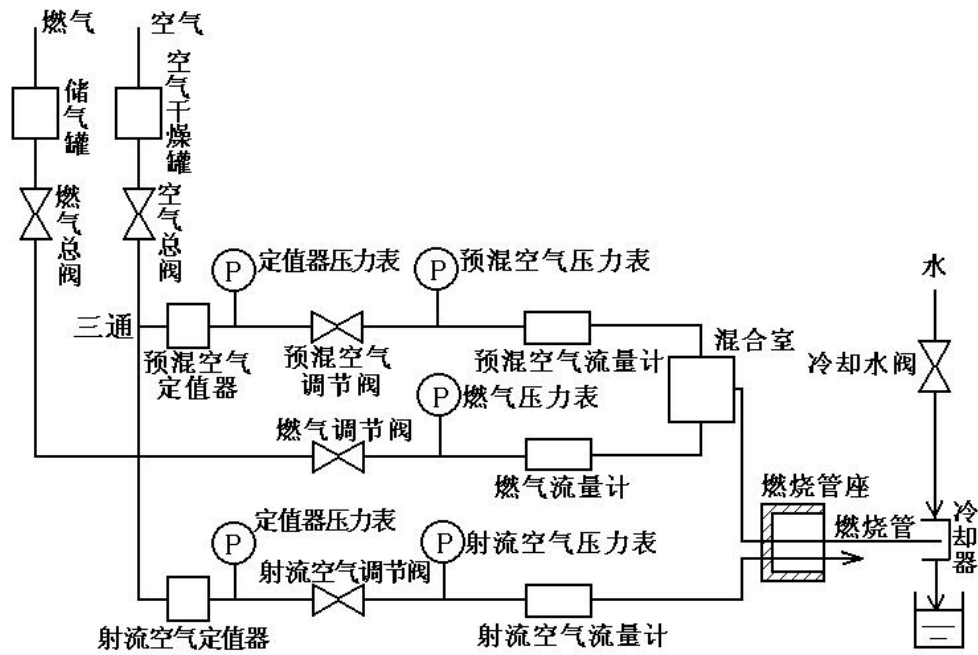 燃气
空气
储气罐
空气干燥罐
燃气总阀
空气总阀
P
定值器压力表
P
预混空气压力表
水
三通
预混空气
定值器
预混空气
调节阀
预混空气流量计
混合室
冷却水阀
P
燃气压力表
燃气调节阀
燃气流量计
燃烧管座
燃烧管
冷却器
P
定值器压力表
P
射流空气压力表
射流空气调节阀
射流空气定值器
射流空气流量计